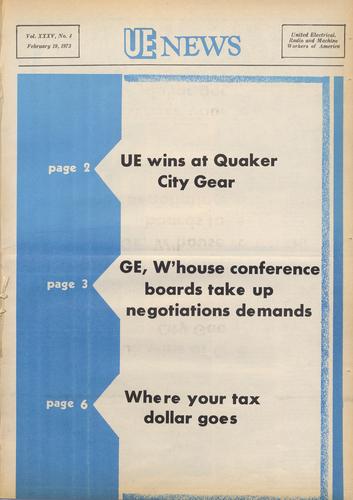 Vol. XXXV, No. 4
February 19, 1973
UE NEWS
United Electrical,
Radio and Machine
Workers of America
page 2
UE wins at Quaker
City Gear
page 3
GE, W'house conference
boards take up
negotiations demands
page 6
Where your tax
dollar goes